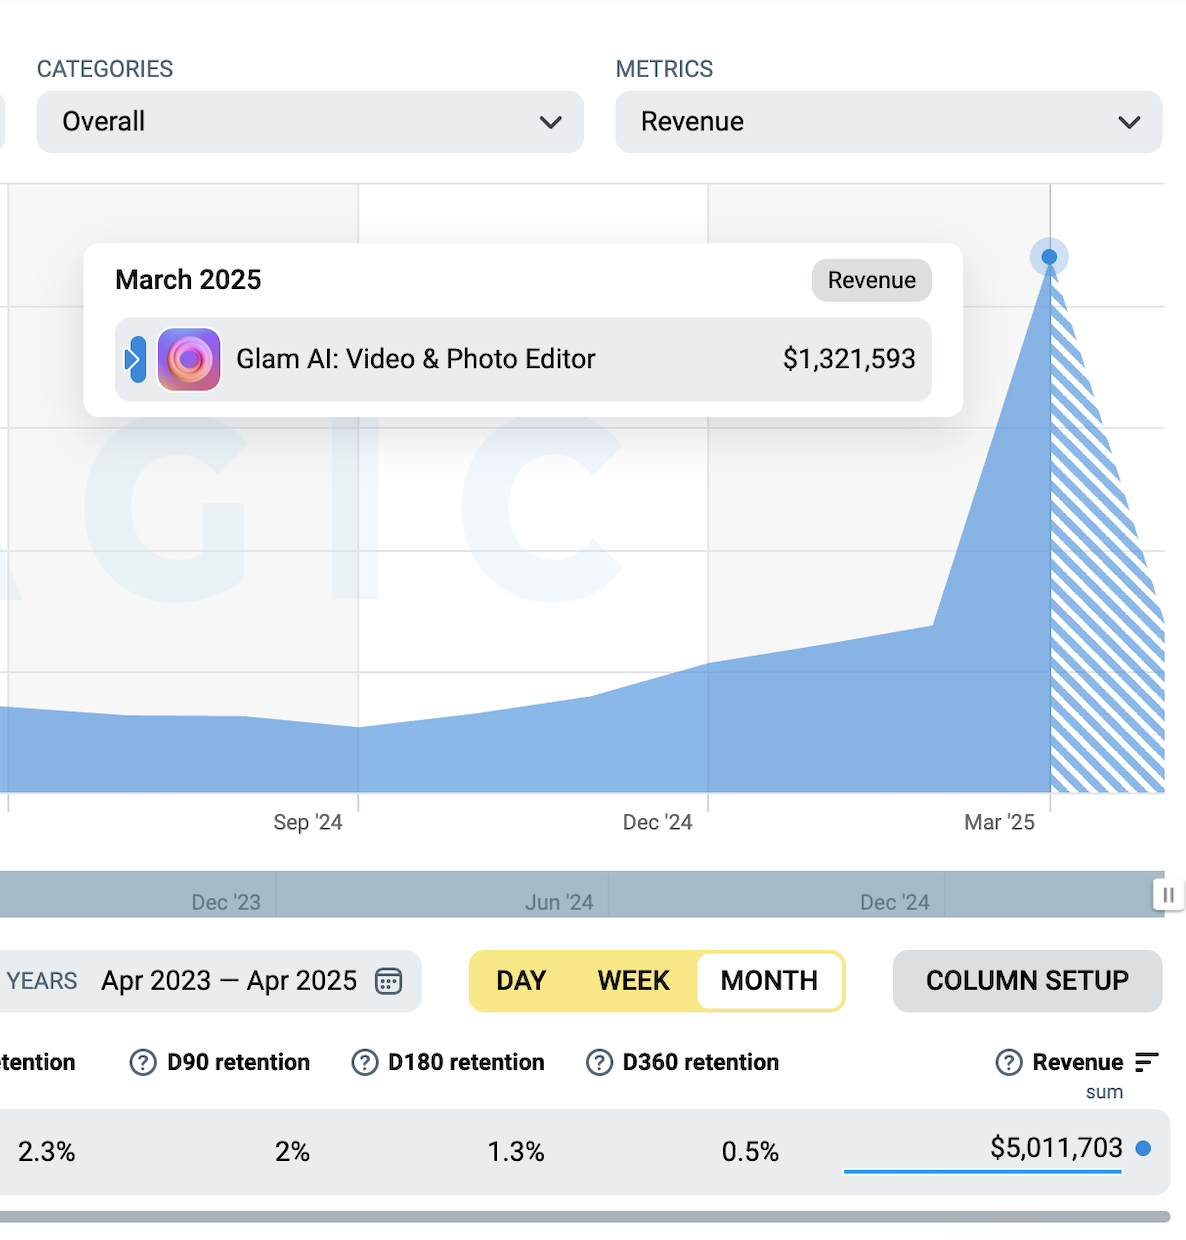 CATEGORIES
METRICS
Overall
Revenue
March 2025
Revenue
Glam AI: Video & Photo Editor
$1,321,593
AGIC
Sep '24
Dec '24
Mar '25
Dec '23
Jun '24
Dec '24
YEARS
Apr 2023 — Apr 2025
DAY
WEEK
MONTH
COLUMN SETUP
etention
D90 retention
D180 retention
D360 retention
Revenue
sum
2.3%
2%
1.3%
0.5%
$5,011,703